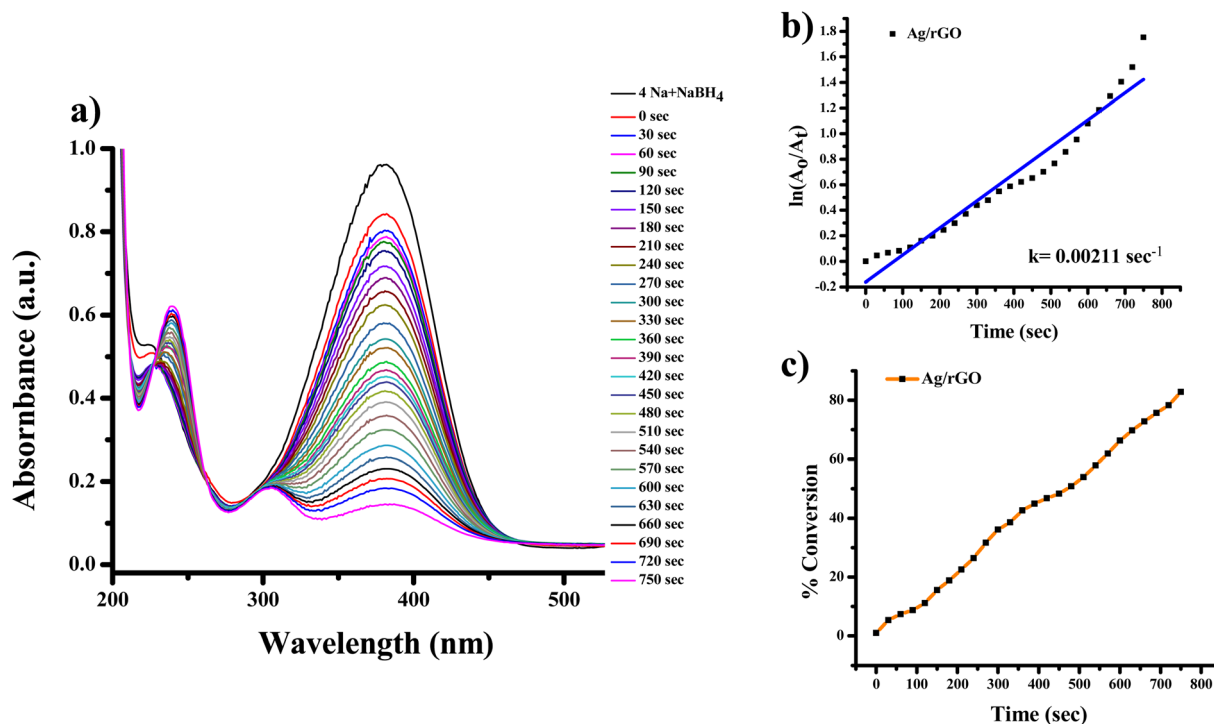 a)
Absornbance (a.u.)
1.0
0.8
0.6
0.4
0.2
0.0
200
300
400
500
Wavelength (nm)
4 Na+NaBH4
0 sec
30 sec
60 sec
90 sec
120 sec
150 sec
180 sec
210 sec
240 sec
270 sec
300 sec
330 sec
360 sec
390 sec
420 sec
450 sec
480 sec
510 sec
540 sec
570 sec
600 sec
630 sec
660 sec
690 sec
720 sec
750 sec
b)
ln(Ao/At)
1.8
1.6
1.4
1.2
1.0
0.8
0.6
0.4
0.2
0.0
-0.2
Ag/rGO
k= 0.00211 sec-1
0 100 200 300 400 500 600 700 800
Time (sec)
c)
% Conversion
80
60
40
20
0
Ag/rGO
0 100 200 300 400 500 600 700 800
Time (sec)